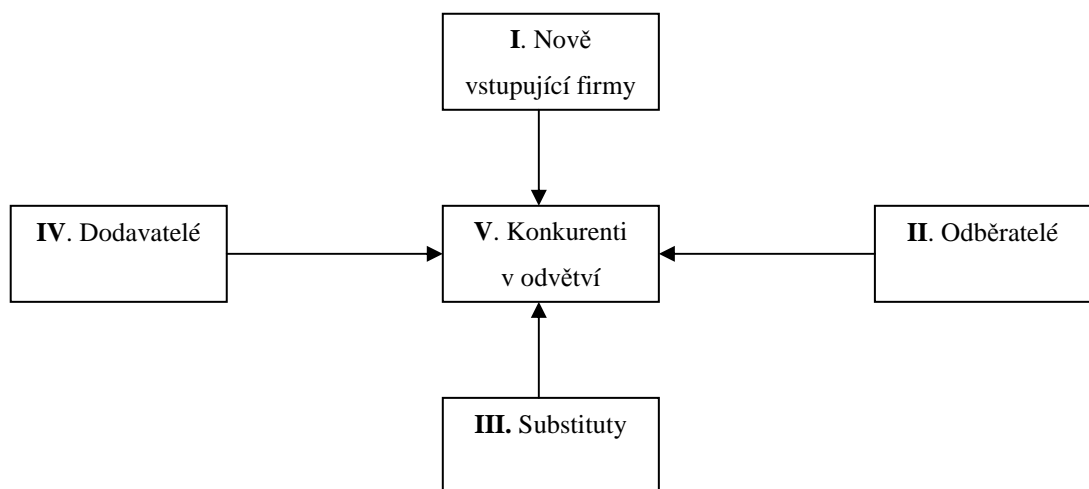 I. Nově
vstupující firmy
IV. Dodavatelé
V. Konkurenti
v odvětví
II. Odběratelé
III. Substituty